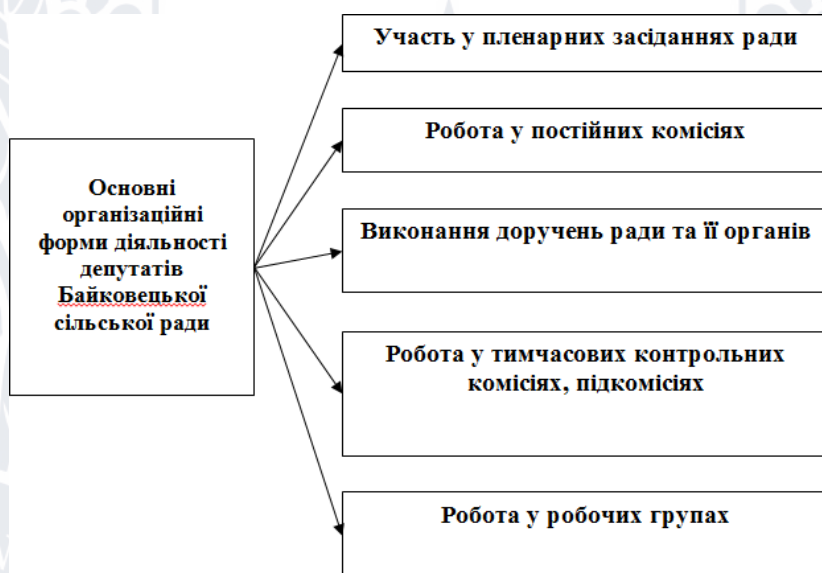 Участь у пленарних засіданнях ради
Робота у постійних комісіях
Основні
організаційні
форми діяльності
депутатів
Байковецької
сільської ради
Виконання доручень ради та її органів
Робота у тимчасових контрольних
комісіях, підкомісіях
Робота у робочих групах